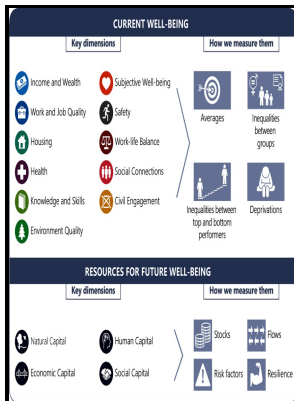 CURRENT WELL-BEING
Key dimensions
How we measure them
Income and Wealth
Subjective Well-being
Work and Job Quality
Safety
Housing
Work-life Balance
Health
Social Connections
Knowledge and Skills
Civil Engagement
Environment Quality
Averages
Inequalities
between
groups
Inequalities between
top and bottom
performers
Deprivations
RESOURCES FOR FUTURE WELL-BEING
Key dimensions
How we measure them
Natural Capital
Human Capital
Economic Capital
Social Capital
Stocks
Flows
Risk factors
Resilience